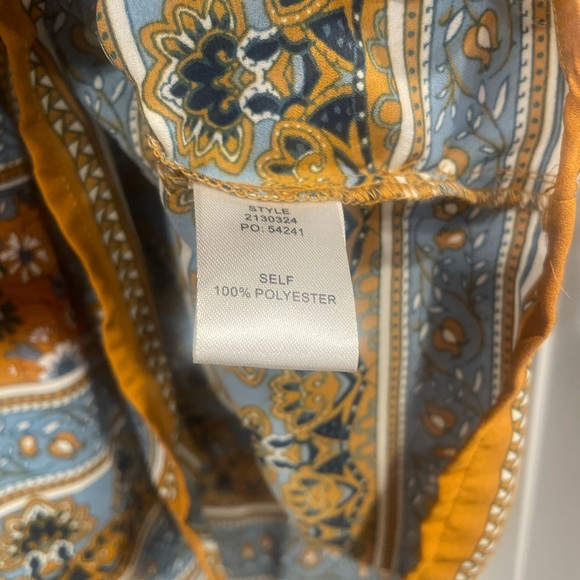 STYLE
2130324
PO: 54241
SELF
100% POLYESTER